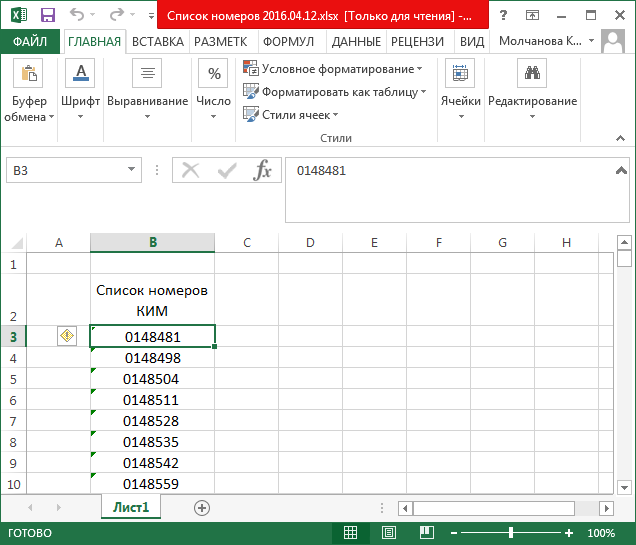 Список номеров 2016.04.12.xlsx [Только для чтения] -...
ФАЙЛ ГЛАВНАЯ ВСТАВКА РАЗМЕТК ФОРМУЛ ДАННЫЕ РЕЦЕНЗИ ВИД Молчанова К...
Буфер обмена
Шрифт
Выравнивание
%
Число
Условное форматирование
Форматировать как таблицу
Стили ячеек
Стили
Ячейки
Редактирование
B3 fx 0148481
A B C D E F G H
1
2 Список номеров
КИМ
3 0148481
4 0148498
5 0148504
6 0148511
7 0148528
8 0148535
9 0148542
10 0148559
Лист1
ГОТОВО 100%